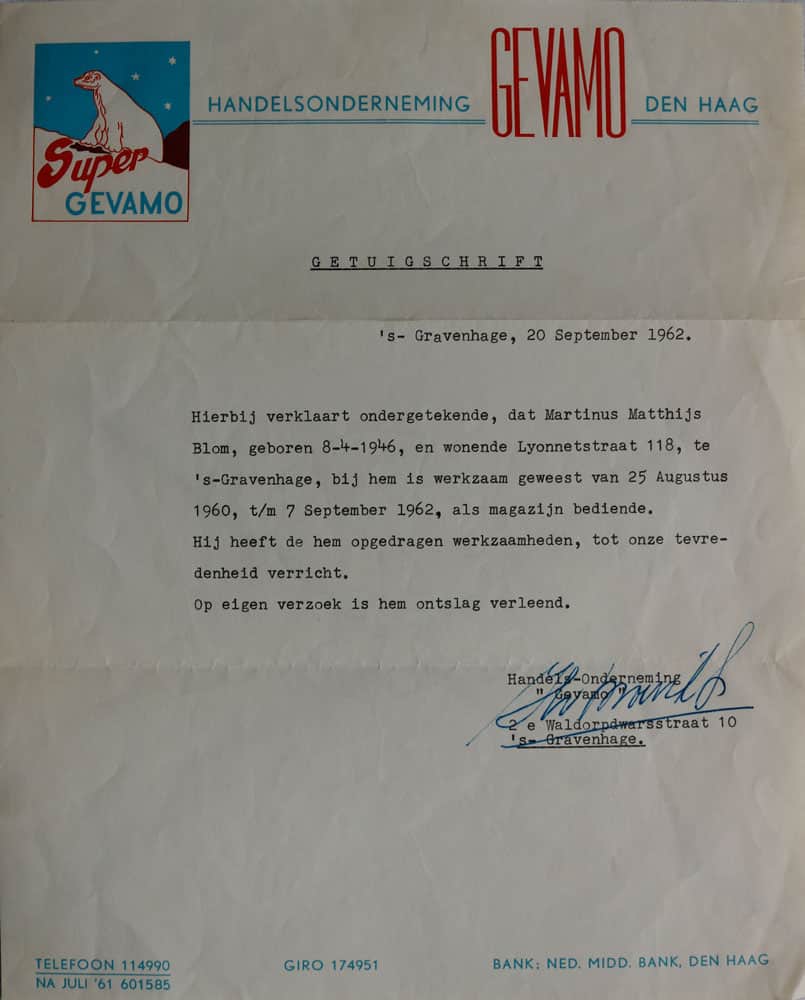 Super
GEVAMO
HANDELSONDERNEMING GEVAMO DEN HAAG
GETUIGSCHRIFT
's- Gravenhage, 20 September 1962.
Hierbij verklaart ondergetekende, dat Martinus Matthijs
Blom, geboren 8-4-1946, en wonende Lyonnetstraat 118, te
's-Gravenhage, bij hem is werkzaam geweest van 25 Augustus
1960, t/m 7 September 1962, als magazijn bediende.
Hij heeft de hem opgedragen werkzaamheden, tot onze tevre-
denheid verricht.
Op eigen verzoek is hem ontslag verleend.
Handels-Onderneming
" Gevamo "
2 e Waldorpdwarsstraat 10
's- Gravenhage.
TELEFOON 114990 GIRO 174951 BANK: NED. MIDD. BANK, DEN HAAG
NA JULI '61 601585